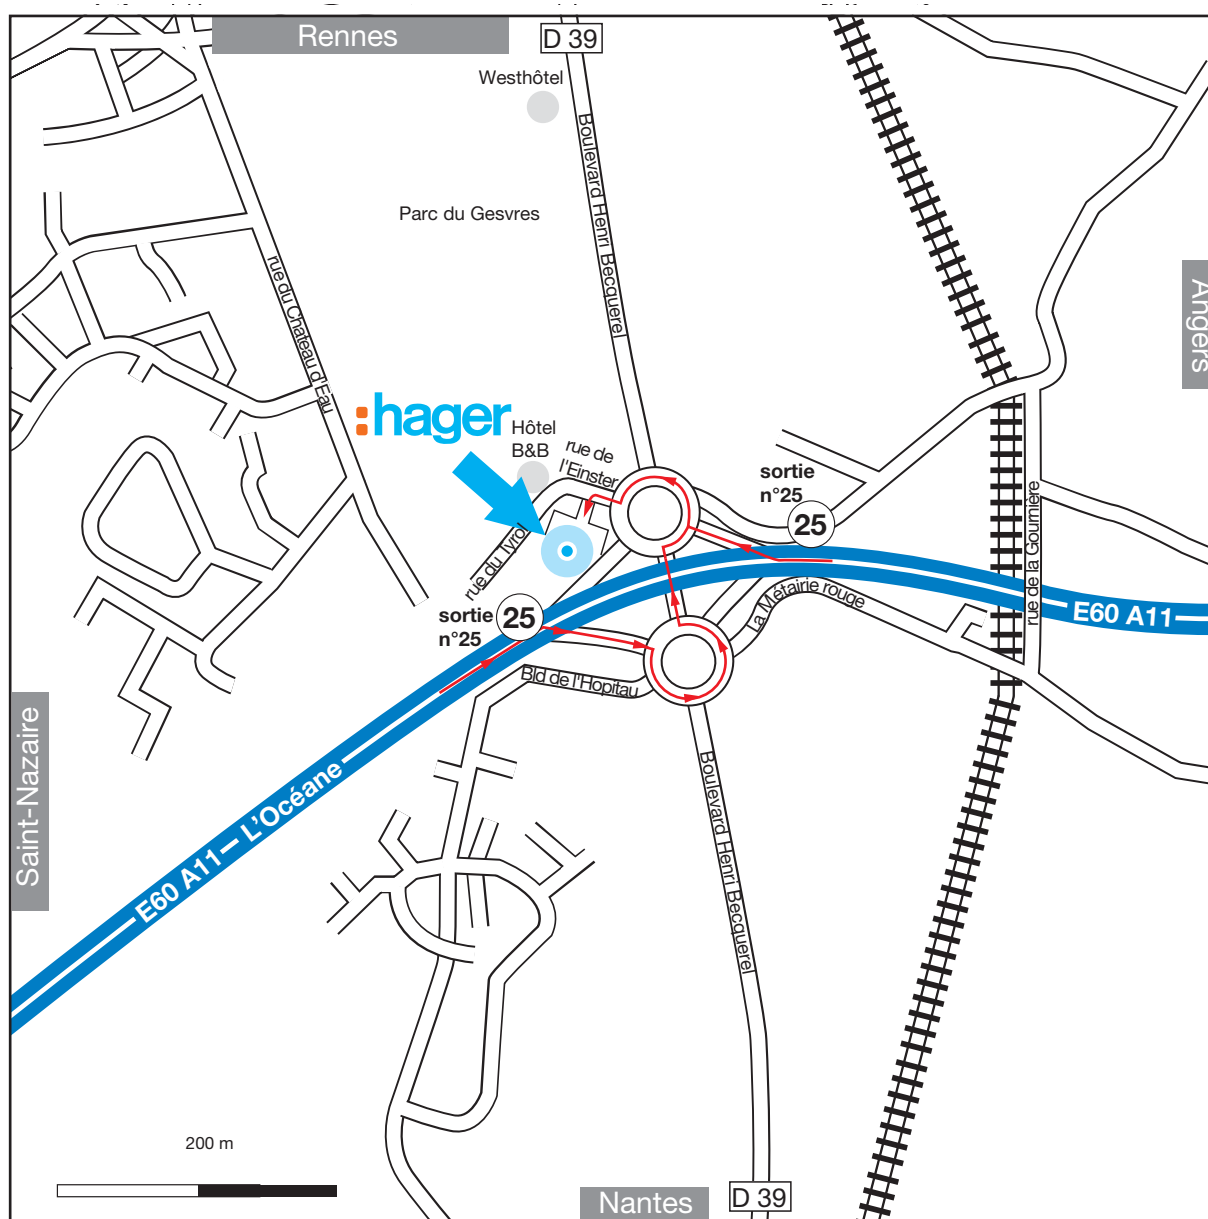 Rennes
D 39
Westhôtel
Boulevard Henri Becquerel
Parc du Gesvres
rue du Chateau d'Eau
Angers
:hager
Hôtel
B&B
rue de
l'Einster
sortie
n°25
25
rue du Tyrol
rue de la Goumière
La Métairie rouge
E60 A11
sortie
n°25
25
Bld de l'Hopitau
Saint-Nazaire
L'Océane
E60 A11
Boulevard Henri Becquerel
200 m
Nantes
D 39